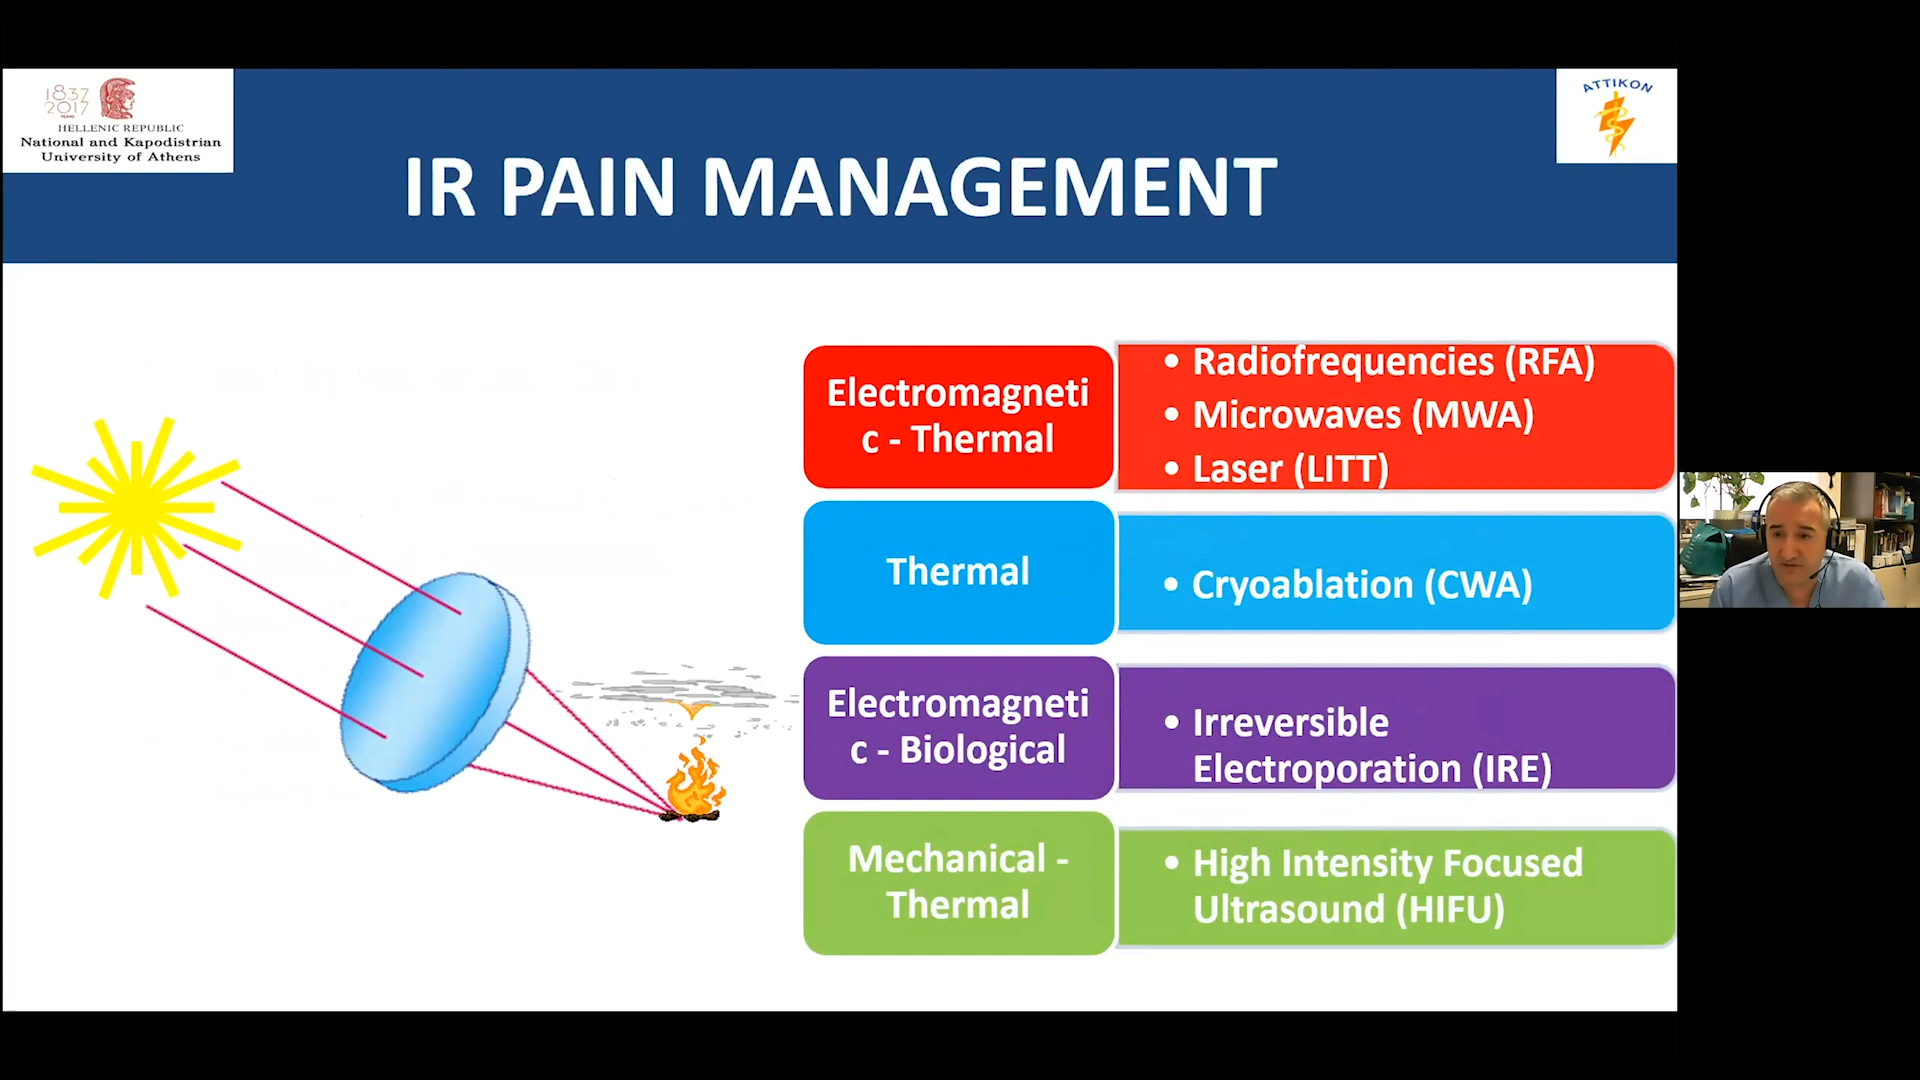 1837
2017
YEARS
HELLENIC REPUBLIC
National and Kapodistrian
University of Athens
ATTIKON
IR PAIN MANAGEMENT
Electromagneti
c - Thermal
• Radiofrequencies (RFA)
• Microwaves (MWA)
• Laser (LITT)
Thermal
• Cryoablation (CWA)
Electromagneti
c - Biological
• Irreversible
Electroporation (IRE)
Mechanical -
Thermal
• High Intensity Focused
Ultrasound (HIFU)